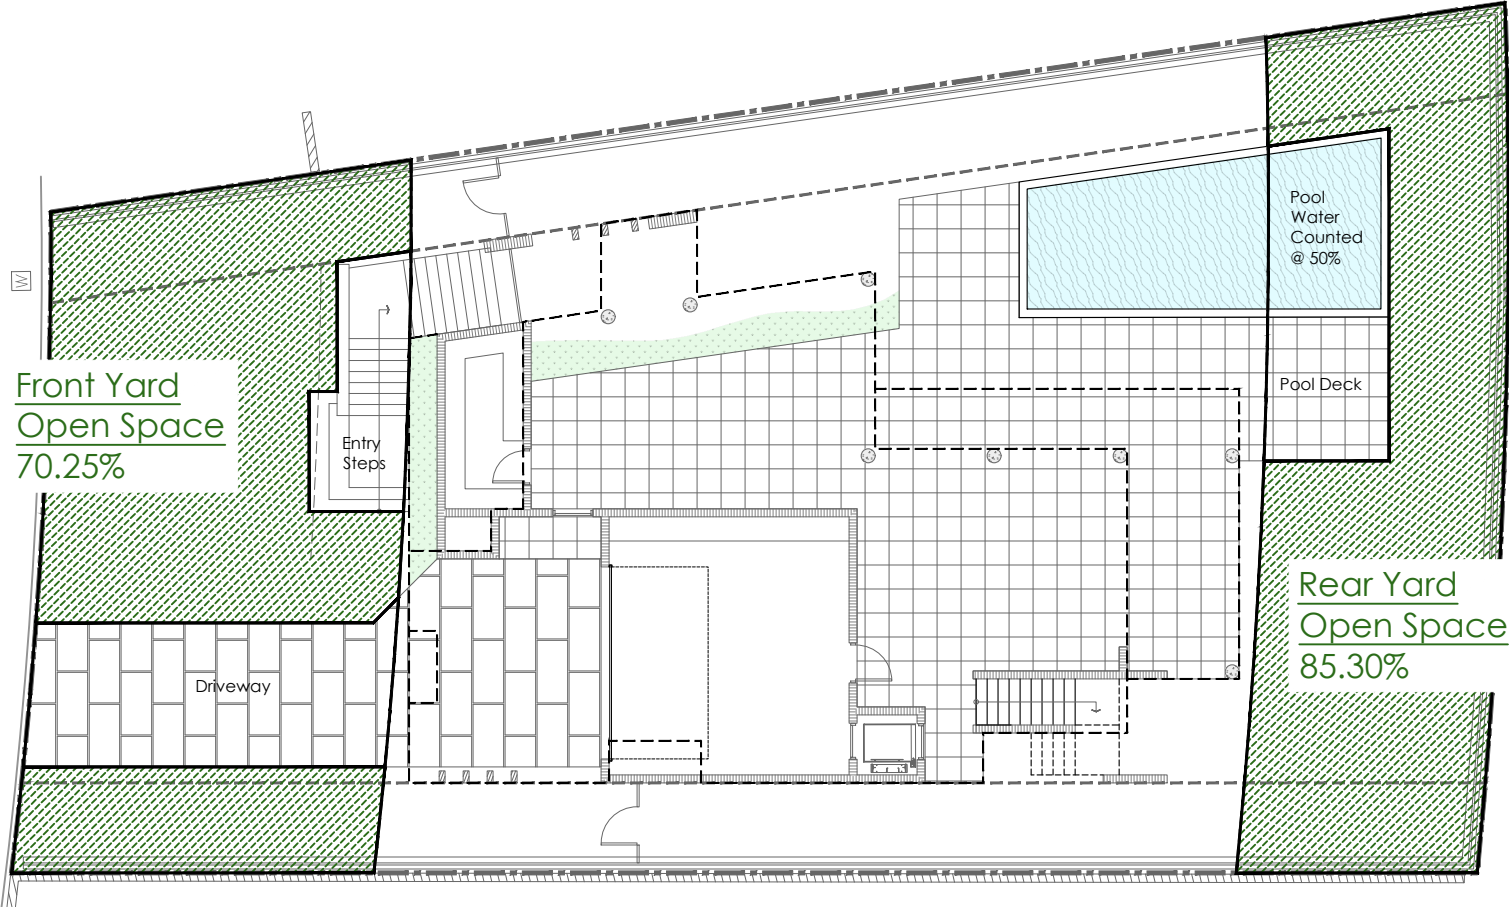 W
Front Yard
Open Space
70.25%
Entry
Steps
Driveway
Pool
Water
Counted
@ 50%
Pool Deck
Rear Yard
Open Space
85.30%